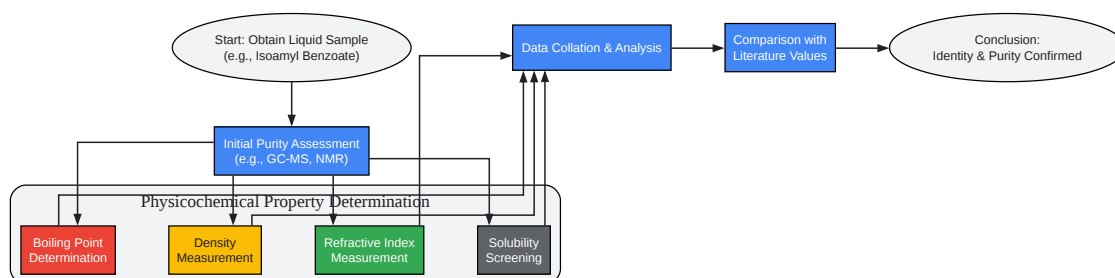 Start: Obtain Liquid Sample
(e.g., Isoamyl Benzoate)
Data Collation & Analysis
Comparison with
Literature Values
Conclusion:
Identity & Purity Confirmed
Initial Purity Assessment
(e.g., GC-MS, NMR)
Physicochemical Property Determination
Boiling Point
Determination
Density
Measurement
Refractive Index
Measurement
Solubility
Screening